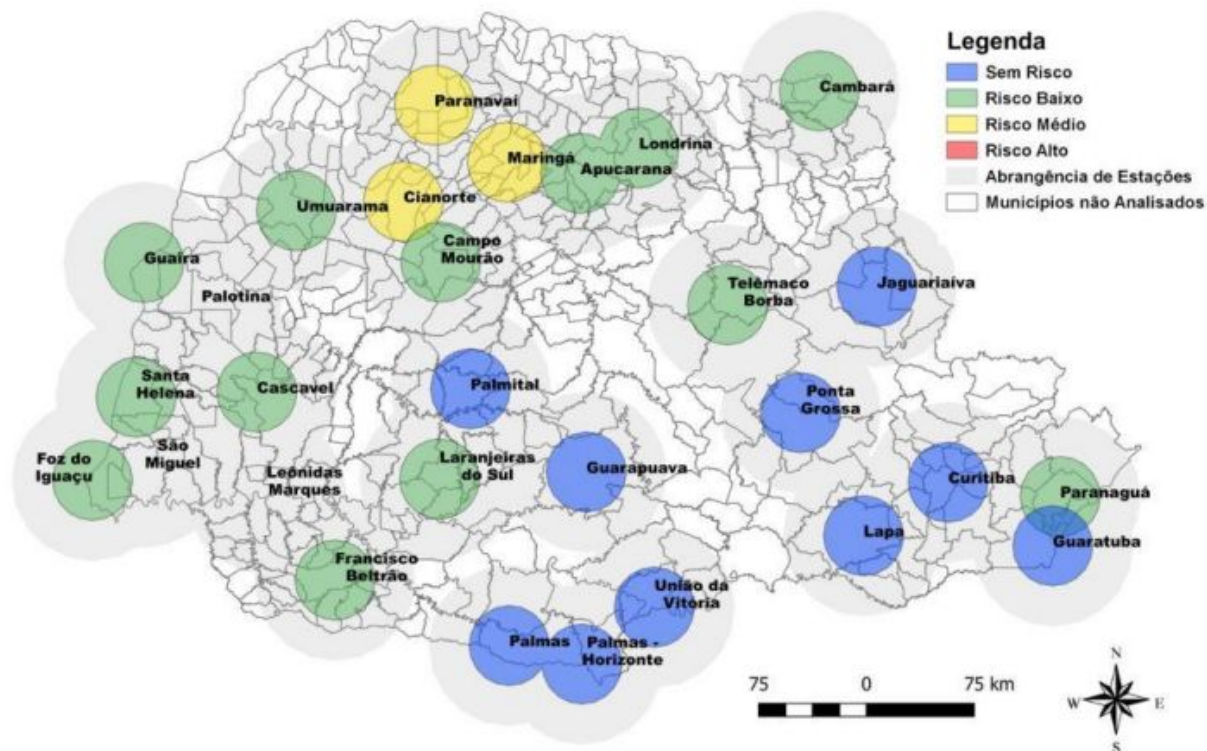 Legenda
Sem Risco
Risco Baixo
Risco Médio
Risco Alto
Abrangência de Estações
Municípios não Analisados
Cambará
Paranavaí
Londrina
Maringá
Apucarana
Cianorte
Umuarama
Campo
Mourão
Guaíra
Palotina
Telêmaco
Borba
Jaguariaíva
Santa
Helena
Cascavel
Palmital
Ponta
Grossa
São
Miguel
Foz do
Iguaçu
Leônidas
Marques
Laranjeiras
do Sul
Guarapuava
Curitiba
Paranaguá
Lapa
Guaratuba
Francisco
Beltrão
União da
Vitória
Palmas
Palmas -
Horizonte
75 0 75 km
N
W E
S